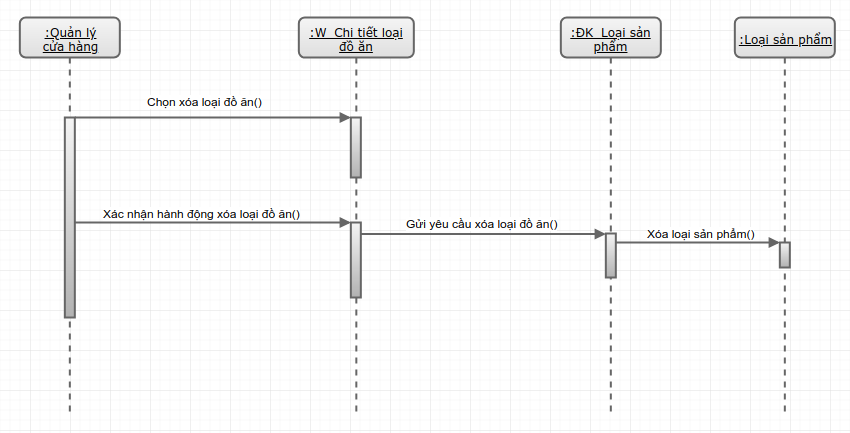 :Quản lý
cửa hàng
:W_Chi tiết loại
đồ ăn
:ĐK_Loại sản
phẩm
:Loại sản phẩm
Chọn xóa loại đồ ăn()
Xác nhận hành động xóa loại đồ ăn()
Gửi yêu cầu xóa loại đồ ăn()
Xóa loại sản phẩm()